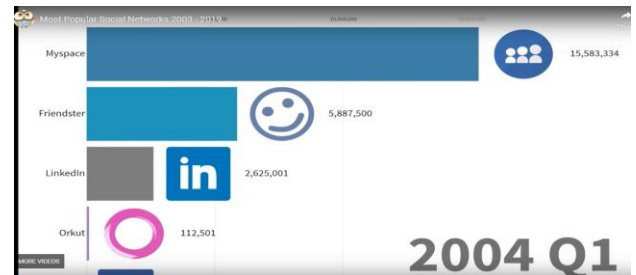 Most Popular Social Networks 2003 - 2019
Myspace 15,583,334
Friendster 5,887,500
LinkedIn in 2,625,001
Orkut 112,501
MORE VIDEOS
2004 Q1